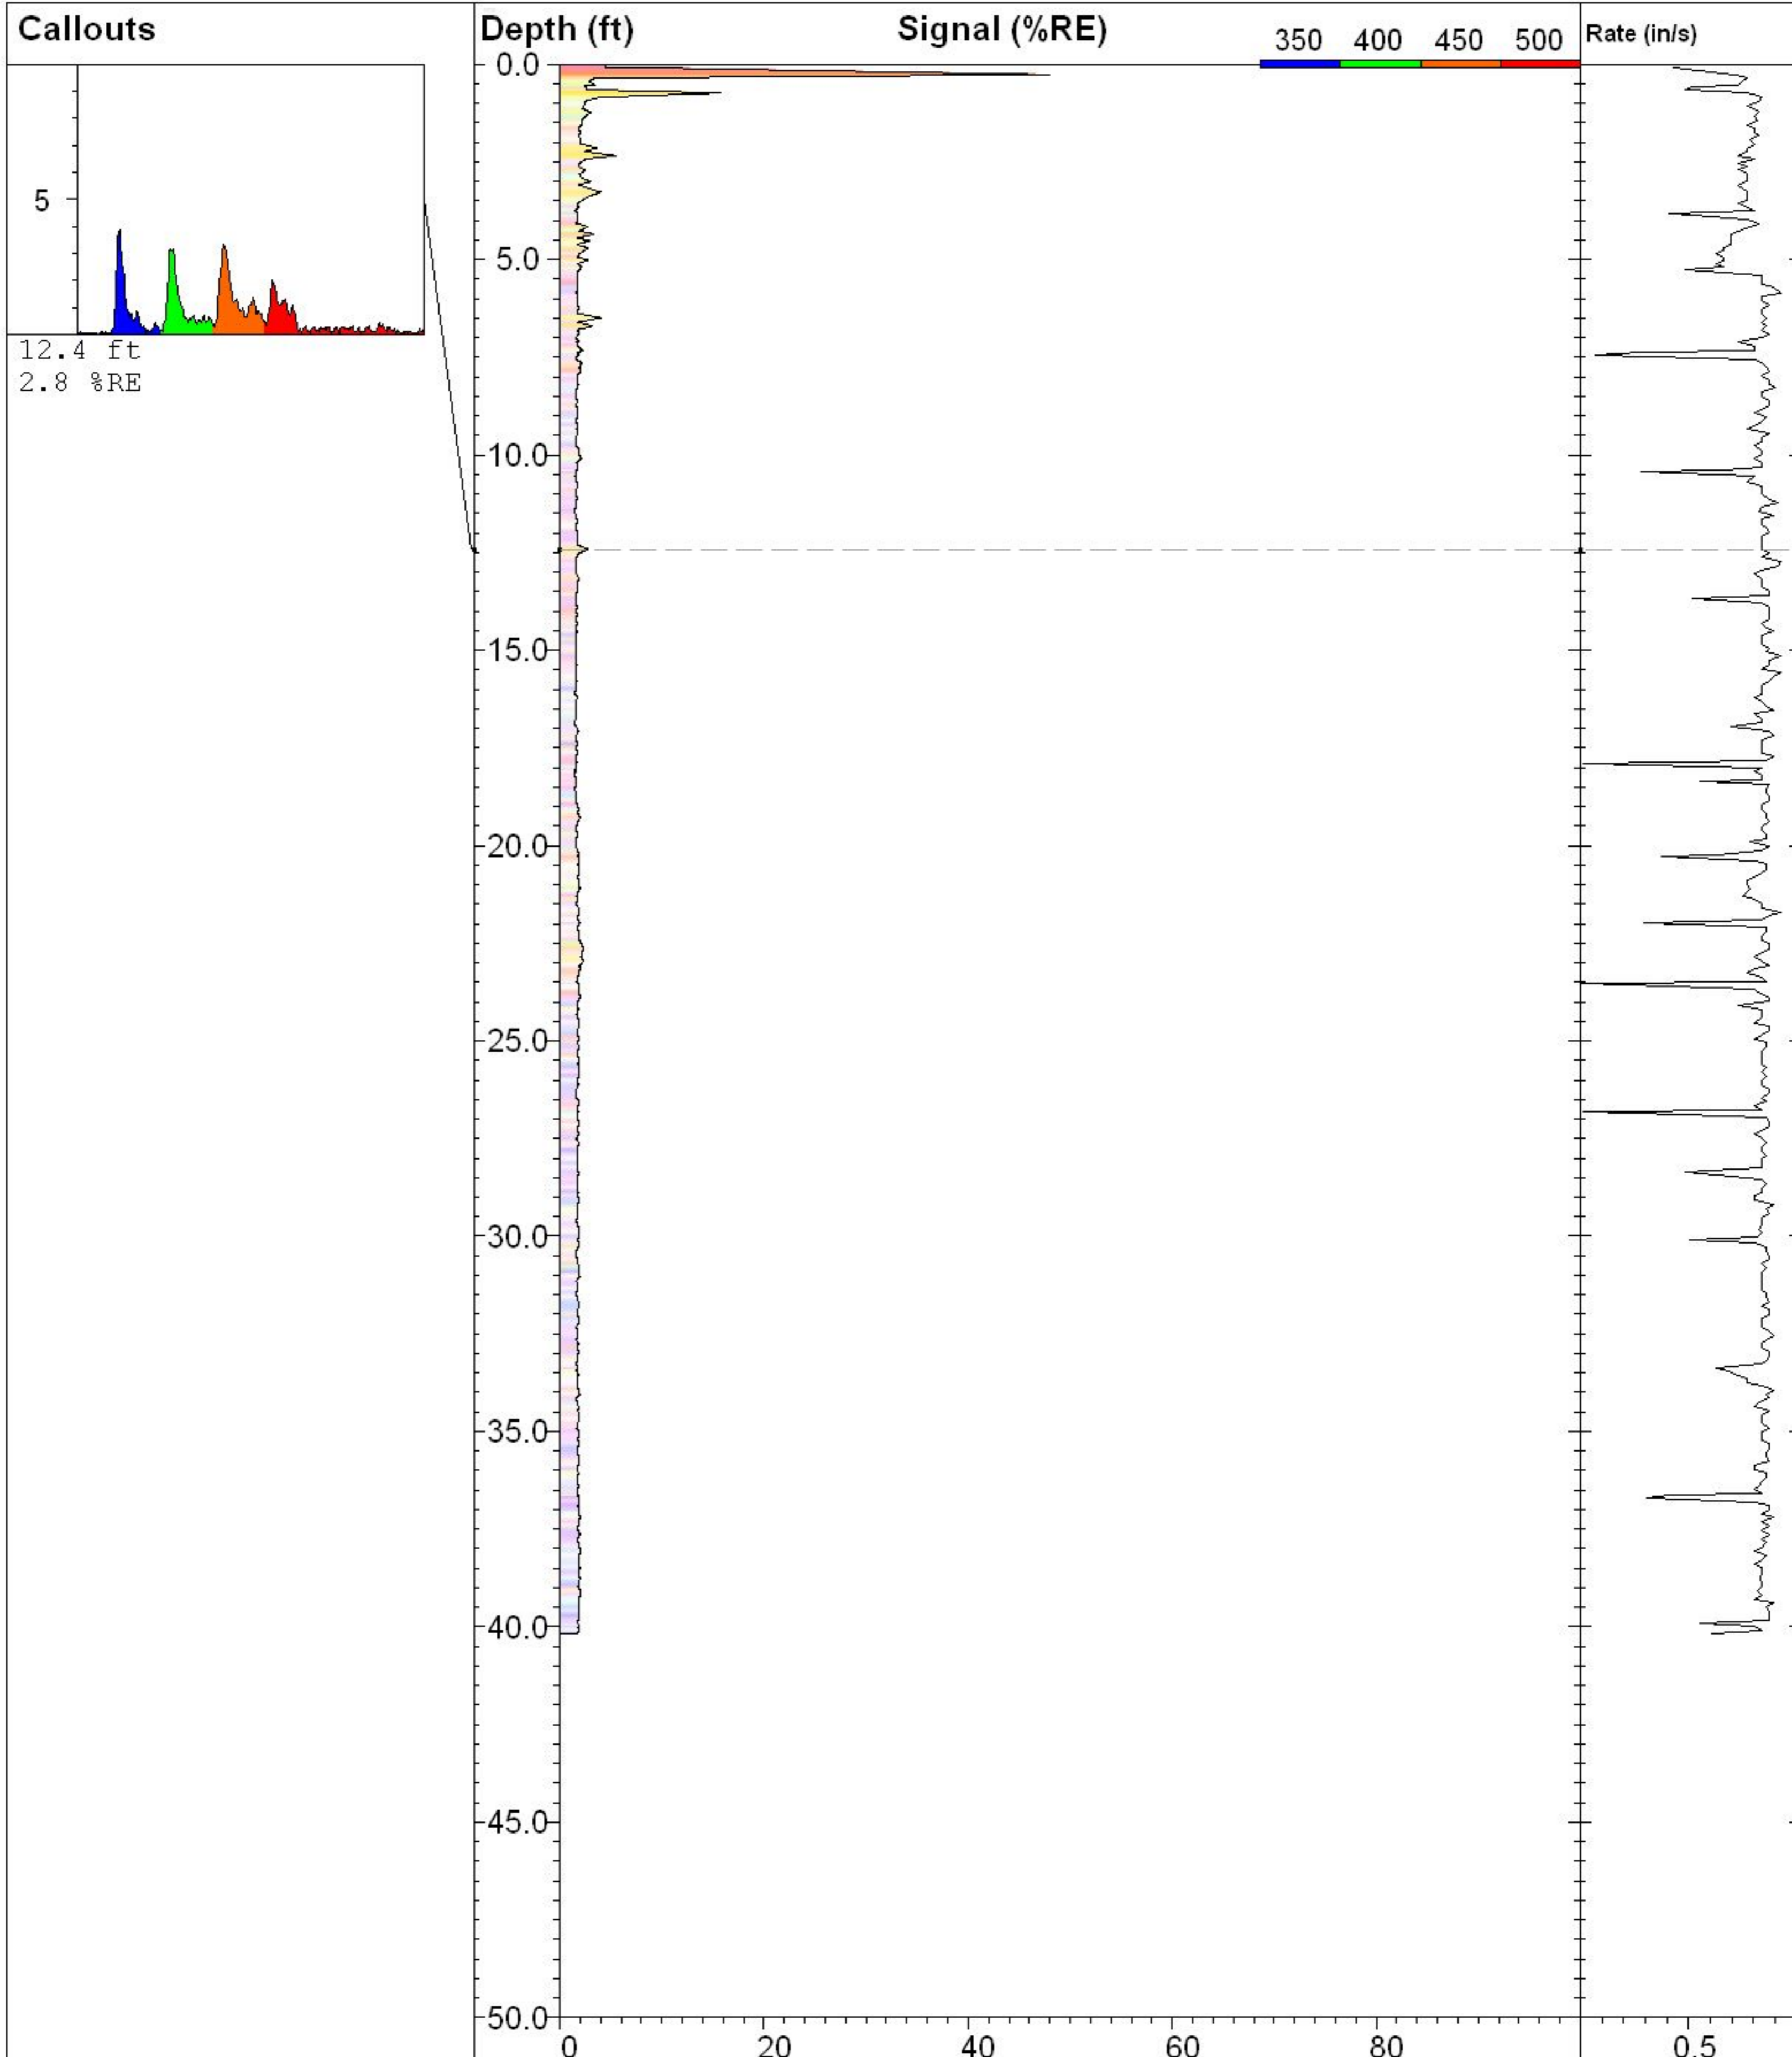 Callouts
Depth (ft)
Signal (%RE)
350 400 450 500
Rate (in/s)
5
12.4 ft
2.8 %RE
0.0
5.0
10.0
15.0
20.0
25.0
30.0
35.0
40.0
45.0
50.0
0 20 40 60 80
0.5